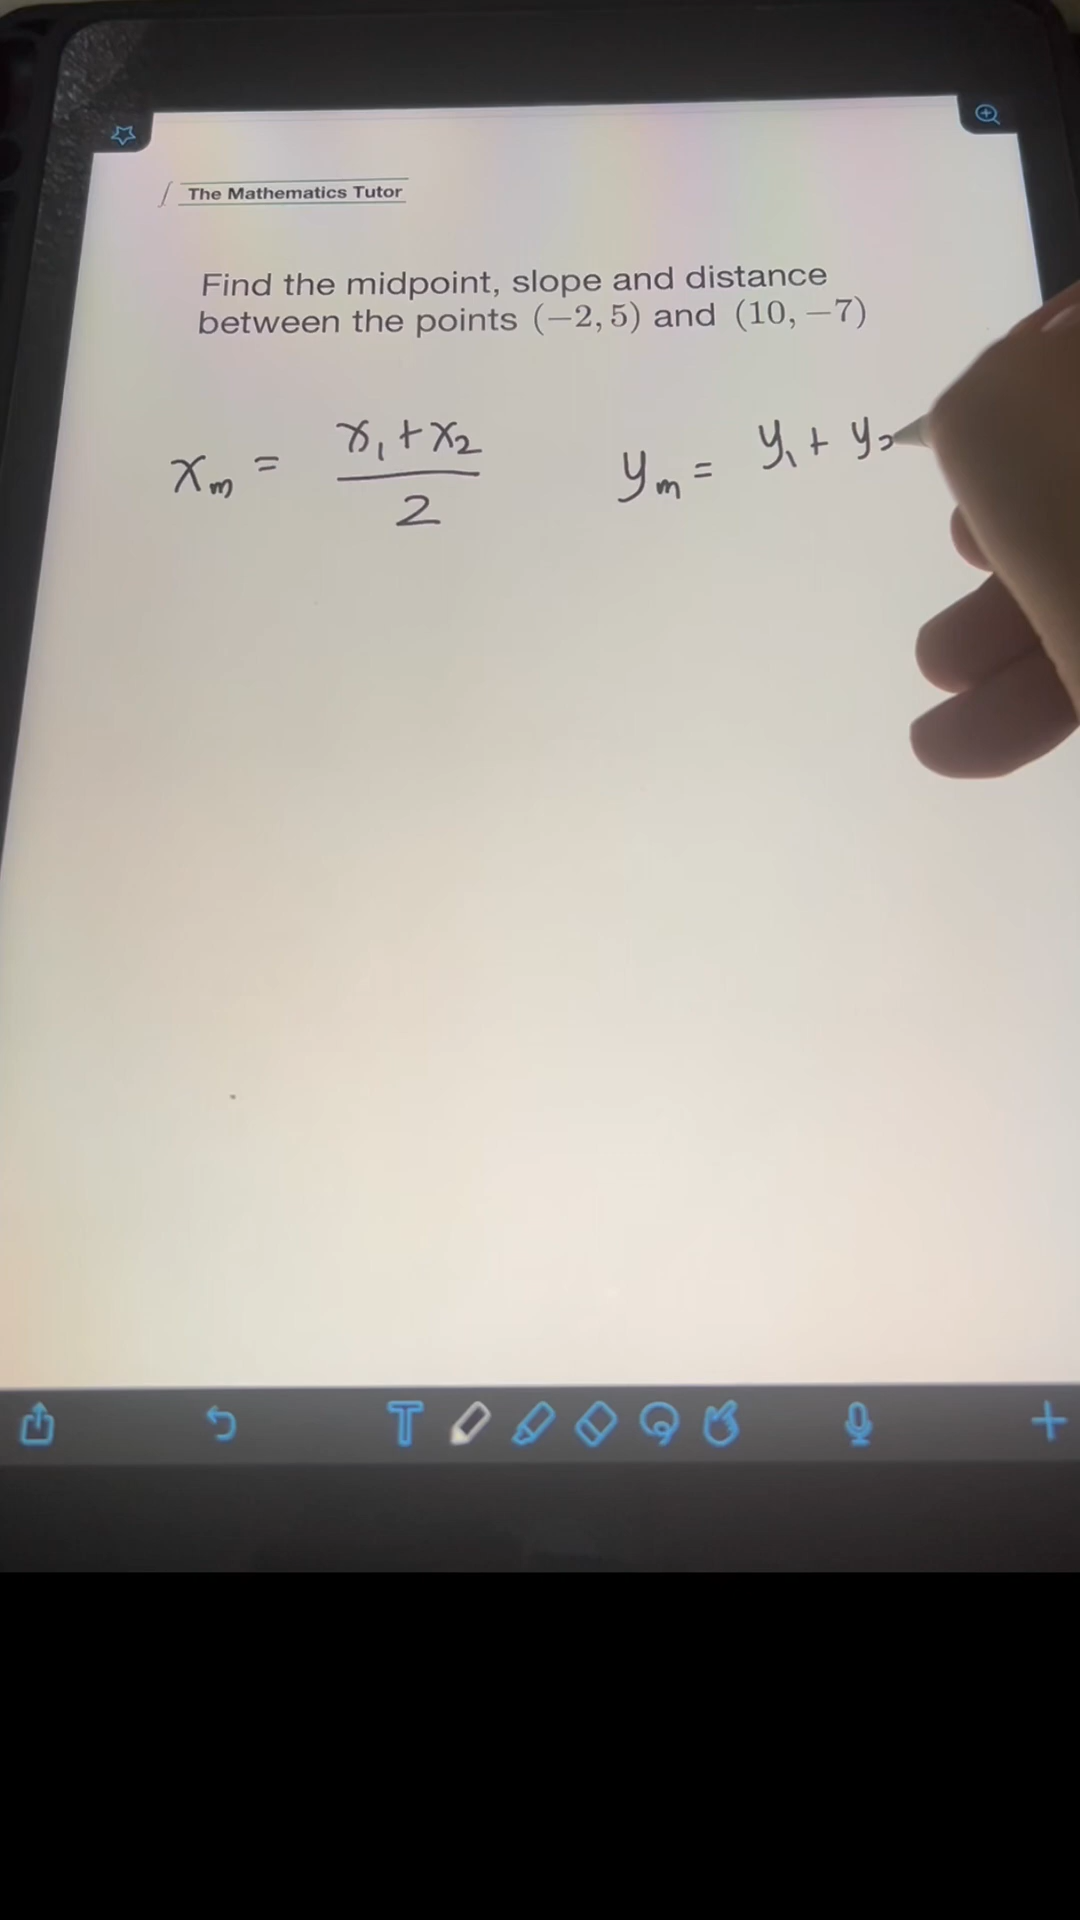 The Mathematics Tutor
Find the midpoint, slope and distance
between the points (−2, 5) and (10, −7)
xₘ = (x₁ + x₂)/2    yₘ = y₁ + y₂